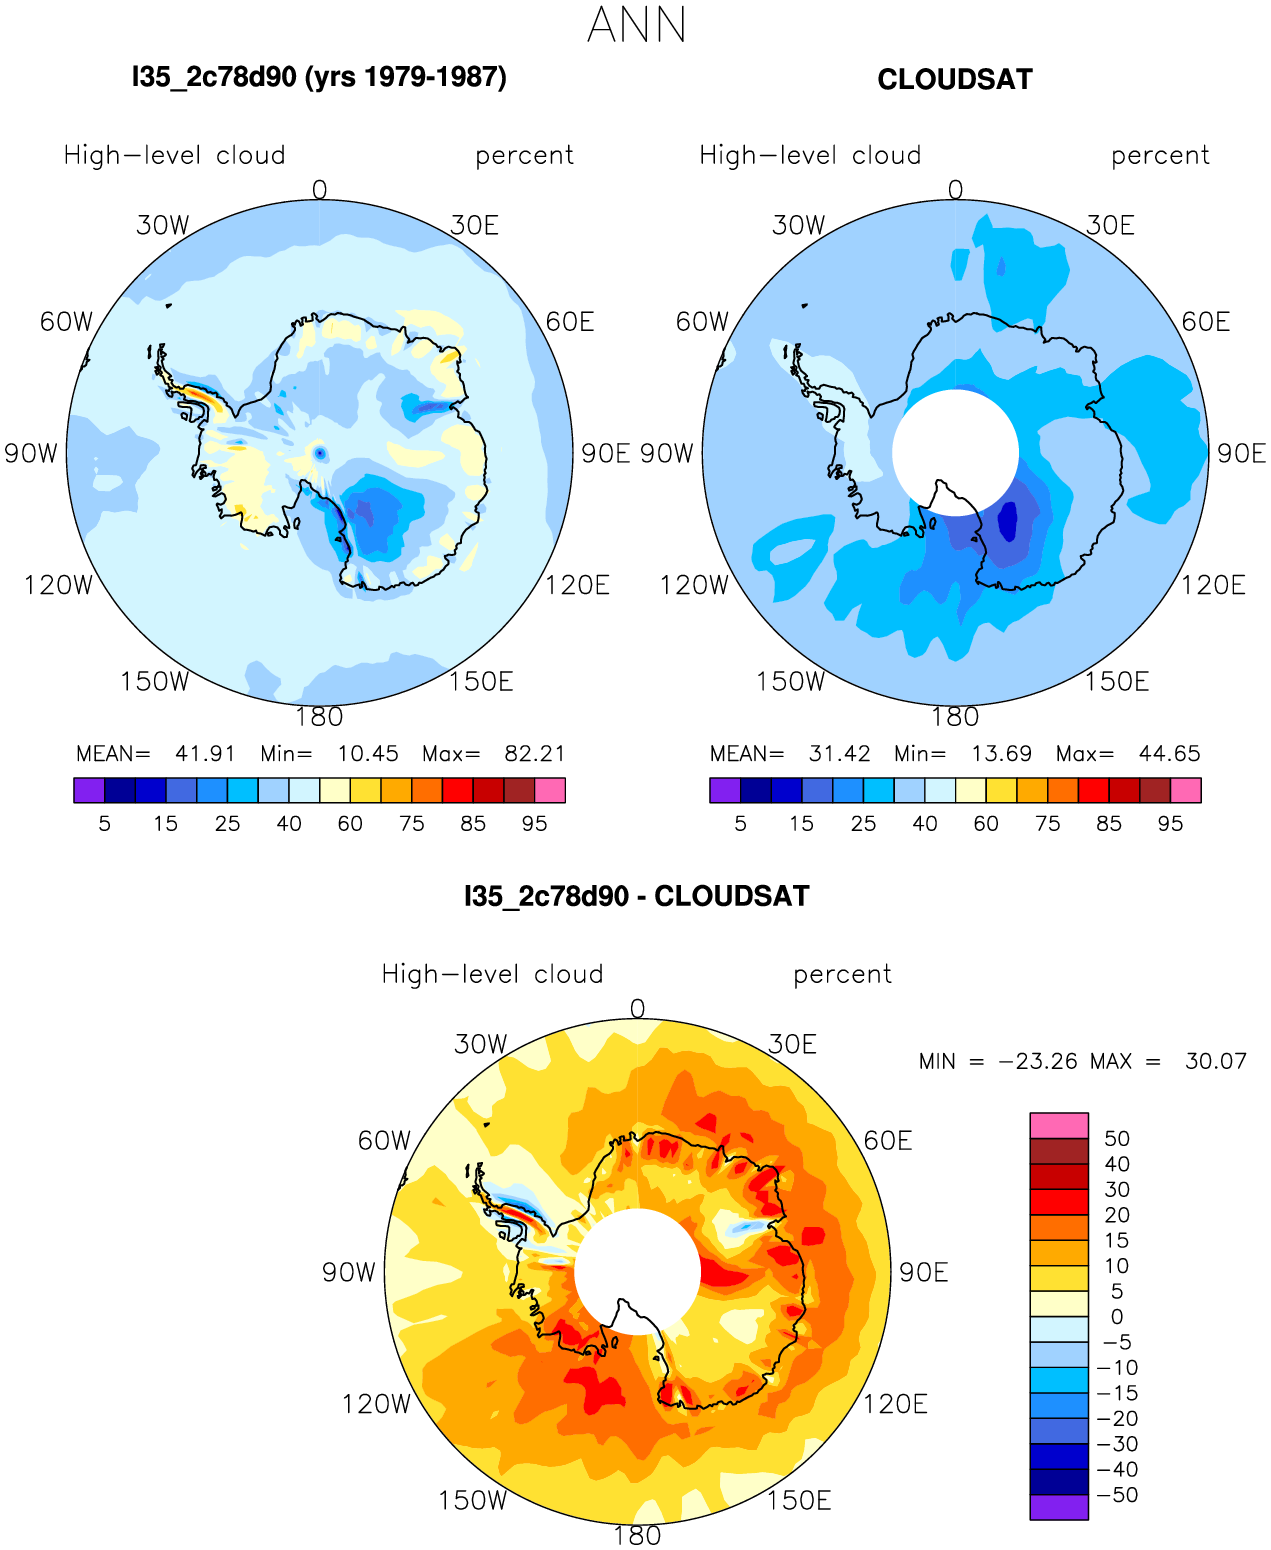 ANN
I35_2c78d90 (yrs 1979-1987)
CLOUDSAT
High-level cloud percent
High-level cloud percent
0
30W 30E
60W 60E
90W 90E
120W 120E
150W 150E
180
0
30W 30E
60W 60E
90W 90E
120W 120E
150W 150E
180
MEAN= 41.91 Min= 10.45 Max= 82.21
5 15 25 40 60 75 85 95
MEAN= 31.42 Min= 13.69 Max= 44.65
5 15 25 40 60 75 85 95
I35_2c78d90 - CLOUDSAT
High-level cloud percent
0
30W 30E
60W 60E
90W 90E
120W 120E
150W 150E
180
MIN = -23.26 MAX = 30.07
50
40
30
20
15
10
5
0
-5
-10
-15
-20
-30
-40
-50